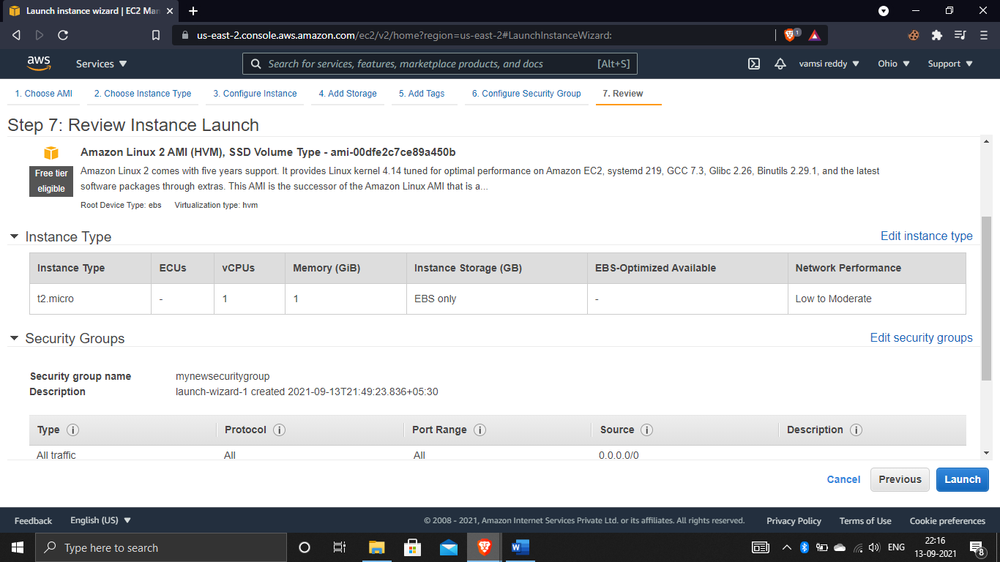 Launch instance wizard | EC2 Man
us-east-2.console.aws.amazon.com/ec2/v2/home?region=us-east-2#LaunchInstanceWizard:
1
aws
Services
Search for services, features, marketplace products, and docs
[Alt+S]
vamsi reddy
Ohio
Support
1. Choose AMI
2. Choose Instance Type
3. Configure Instance
4. Add Storage
5. Add Tags
6. Configure Security Group
7. Review
Step 7: Review Instance Launch
Free tier
eligible
Amazon Linux 2 AMI (HVM), SSD Volume Type - ami-00dfe2c7ce89a450b
Amazon Linux 2 comes with five years support. It provides Linux kernel 4.14 tuned for optimal performance on Amazon EC2, systemd 219, GCC 7.3, Glibc 2.26, Binutils 2.29.1, and the latest
software packages through extras. This AMI is the successor of the Amazon Linux AMI that is a...
Root Device Type: ebs Virtualization type: hvm
Instance Type
Edit instance type
Instance Type ECUs vCPUs Memory (GiB) Instance Storage (GB) EBS-Optimized Available Network Performance
t2.micro - 1 1 EBS only - Low to Moderate
Security Groups
Edit security groups
Security group name mynewsecuritygroup
Description launch-wizard-1 created 2021-09-13T21:49:23.836+05:30
Type Protocol Port Range Source Description
All traffic All All 0.0.0.0/0
Cancel Previous Launch
Feedback English (US) © 2008 - 2021, Amazon Internet Services Private Ltd. or its affiliates. All rights reserved. Privacy Policy Terms of Use Cookie preferences
Type here to search
ENG
22:16
13-09-2021
8